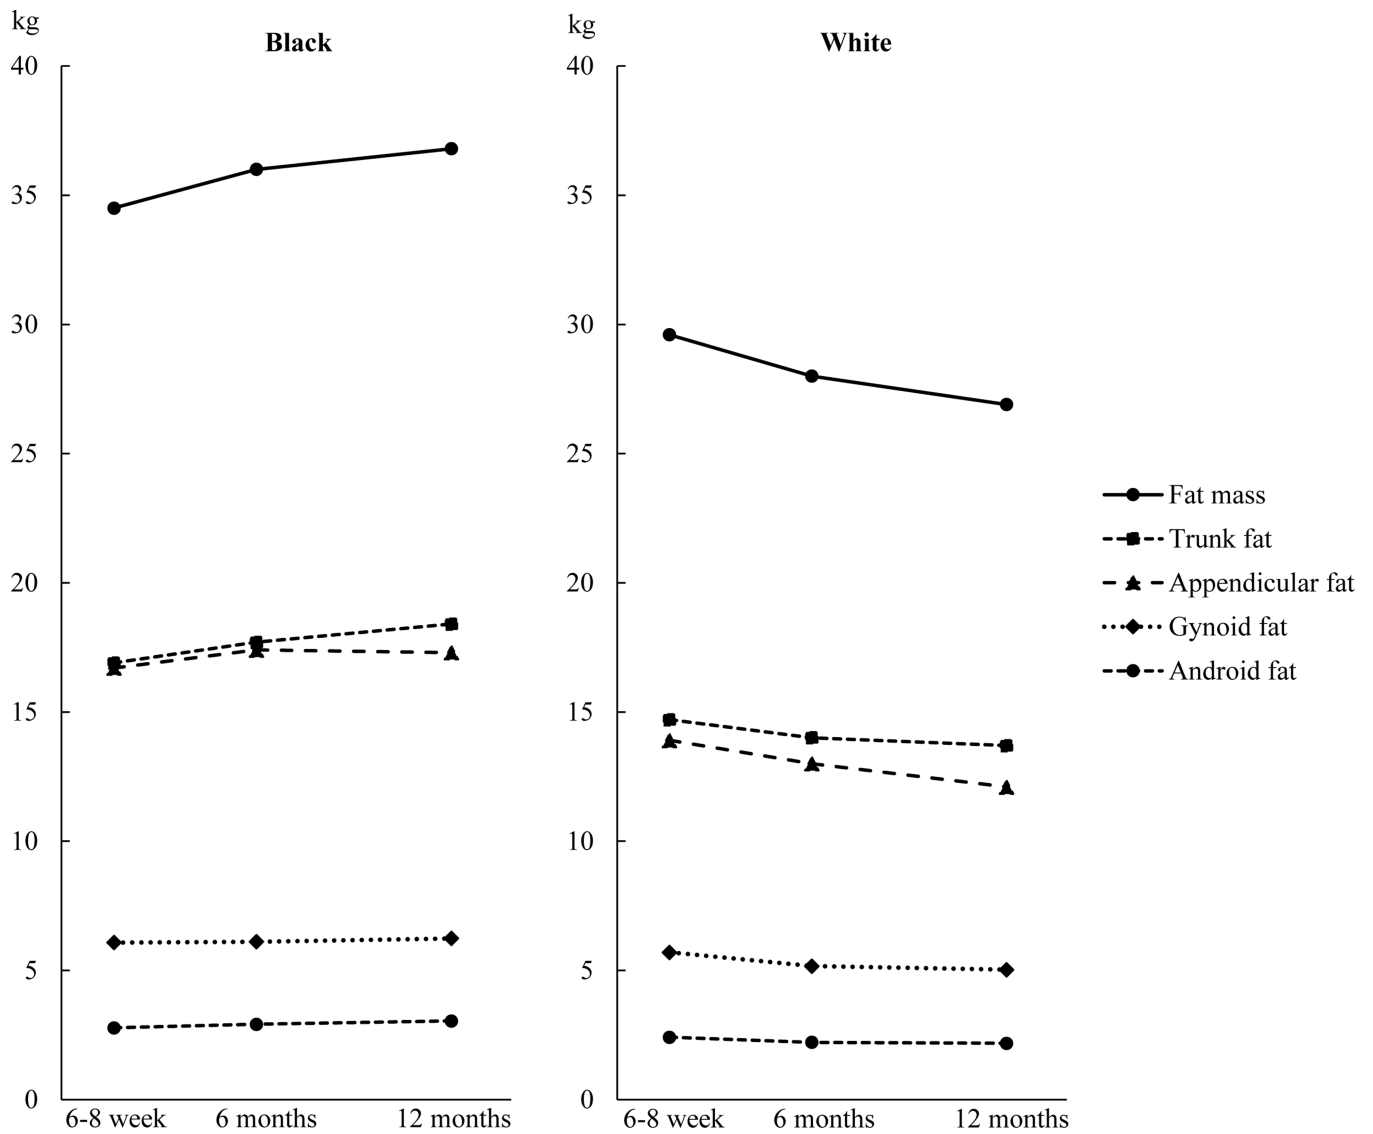 kg
Black
40
35
30
25
20
15
10
5
0
6-8 week 6 months 12 months
kg
White
40
35
30
25
20
15
10
5
0
6-8 week 6 months 12 months
Fat mass
Trunk fat
Appendicular fat
Gynoid fat
Android fat